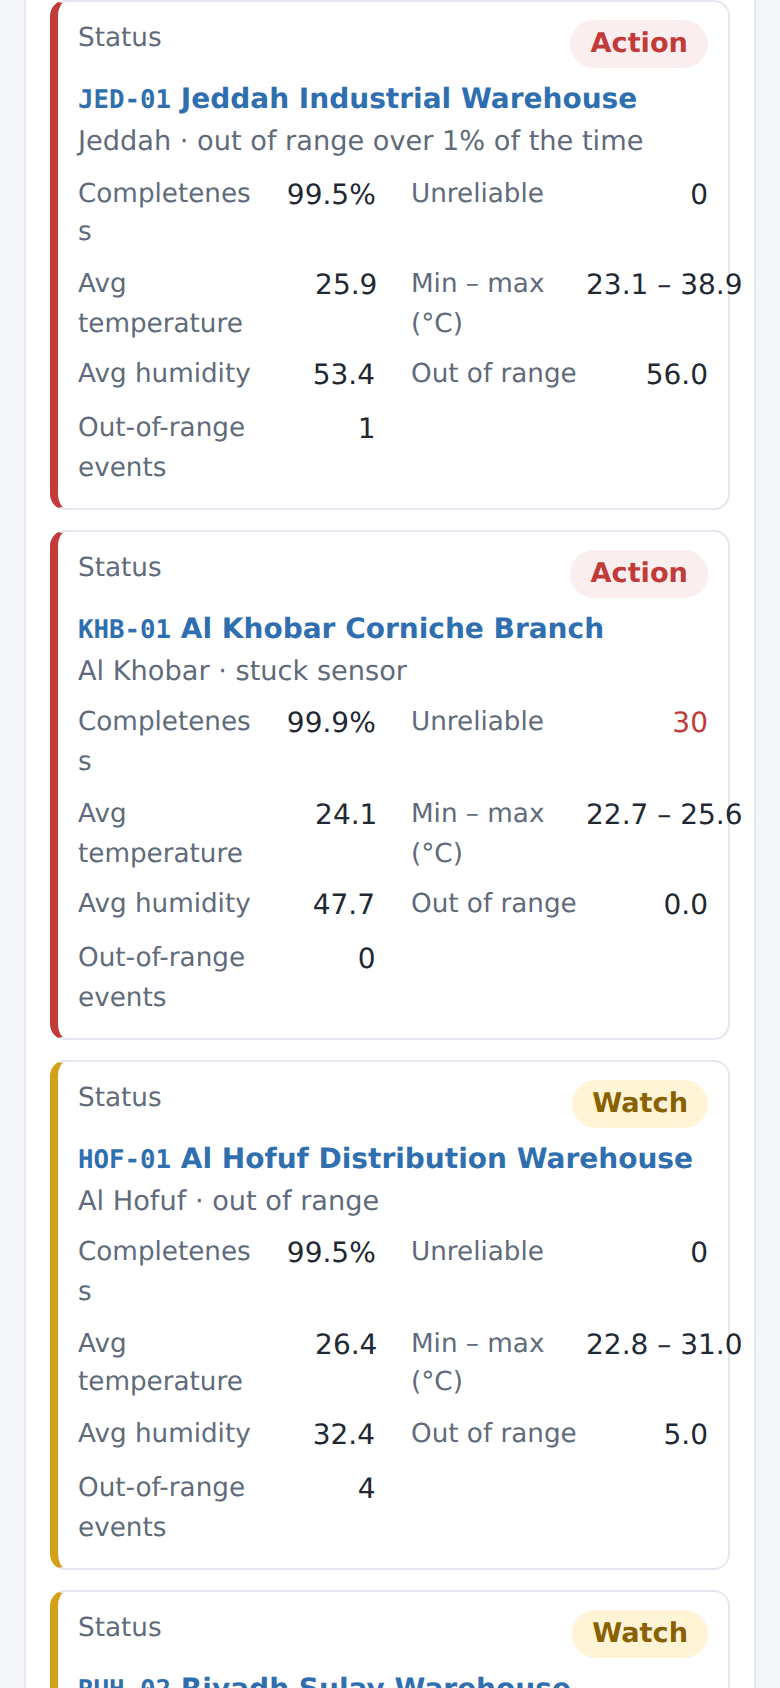 Status Action
JED-01 Jeddah Industrial Warehouse
Jeddah · out of range over 1% of the time
Completenes 99.5% Unreliable 0
s
Avg 25.9 Min – max 23.1 – 38.9
temperature (°C)
Avg humidity 53.4 Out of range 56.0
Out-of-range 1
events
Status Action
KHB-01 Al Khobar Corniche Branch
Al Khobar · stuck sensor
Completenes 99.9% Unreliable 30
s
Avg 24.1 Min – max 22.7 – 25.6
temperature (°C)
Avg humidity 47.7 Out of range 0.0
Out-of-range 0
events
Status Watch
HOF-01 Al Hofuf Distribution Warehouse
Al Hofuf · out of range
Completenes 99.5% Unreliable 0
s
Avg 26.4 Min – max 22.8 – 31.0
temperature (°C)
Avg humidity 32.4 Out of range 5.0
Out-of-range 4
events
Status Watch
RUH-02 Riyadh Sulay Warehouse